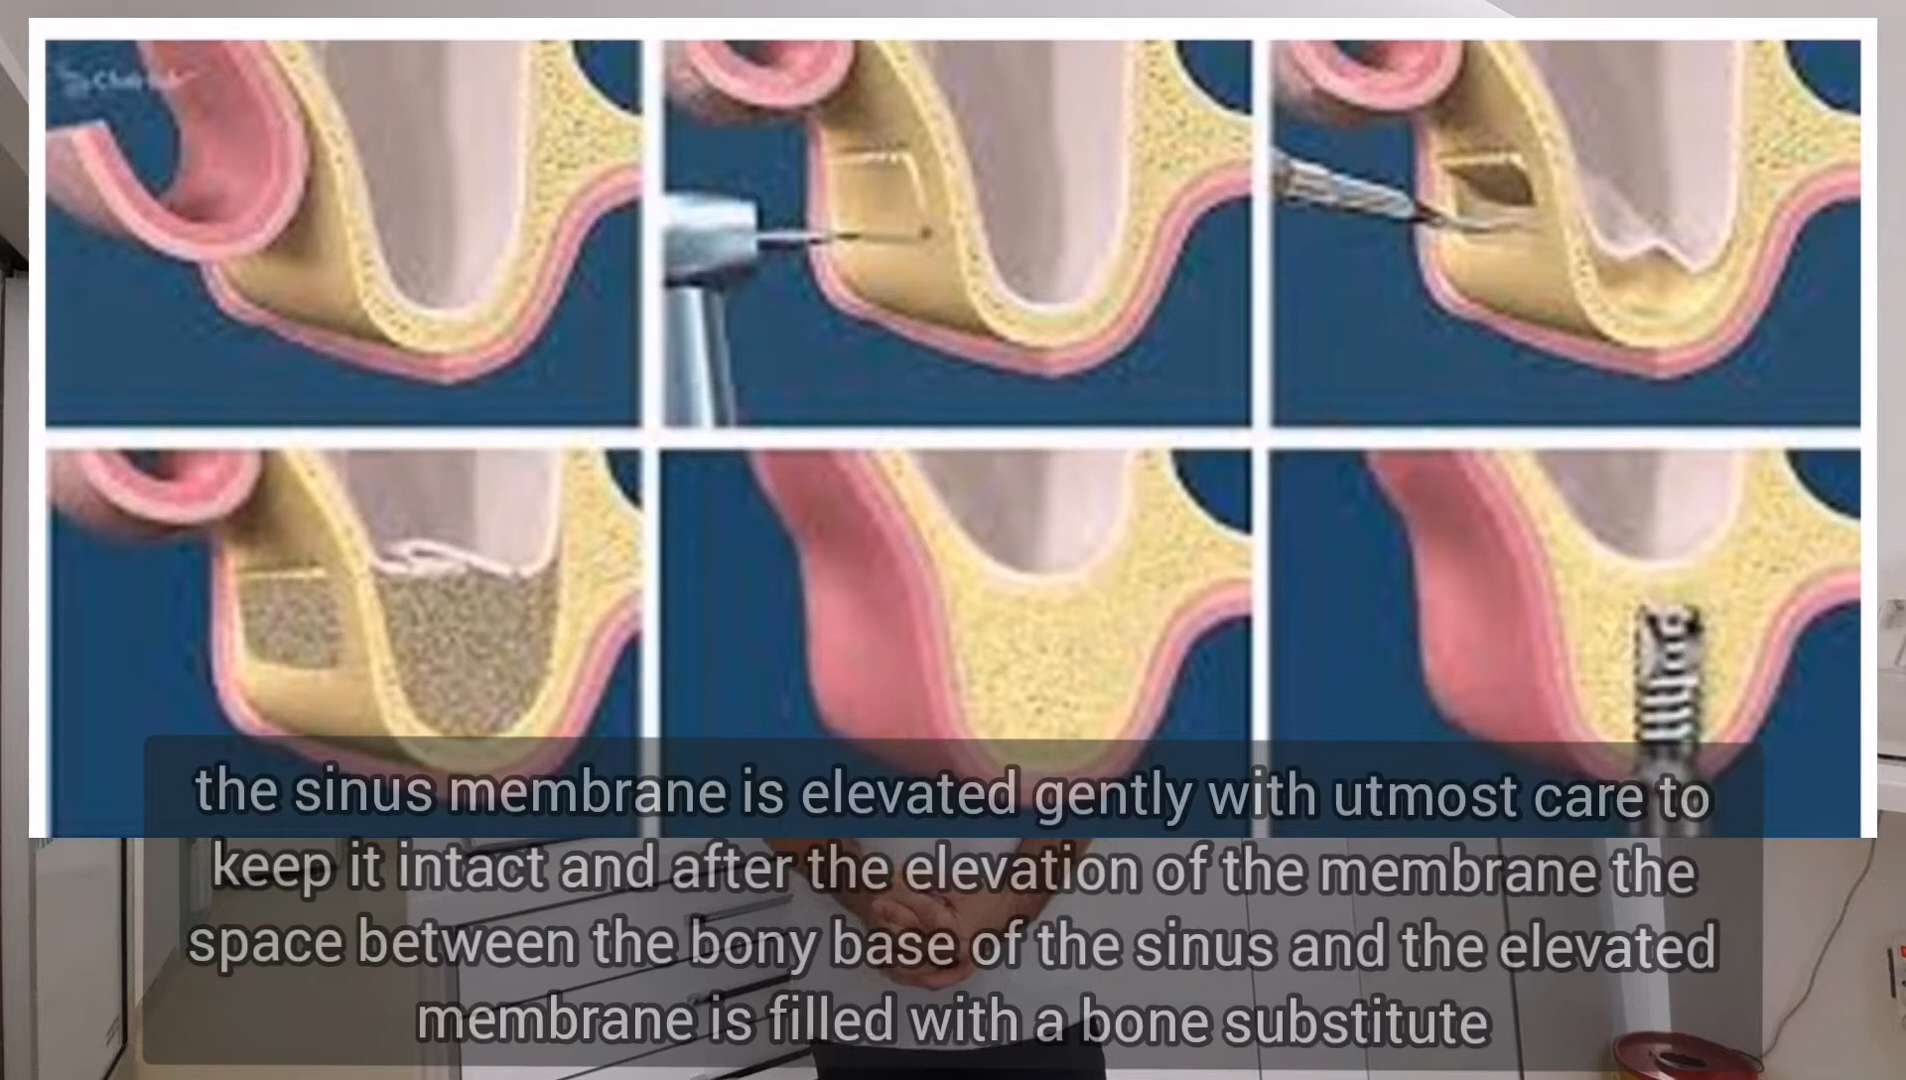 the sinus membrane is elevated gently with utmost care to
keep it intact and after the elevation of the membrane the
space between the bony base of the sinus and the elevated
membrane is filled with a bone substitute